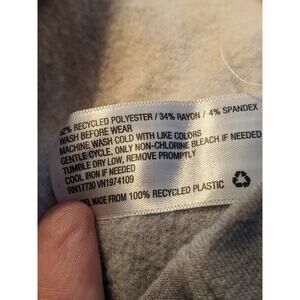 62% RECYCLED POLYESTER / 34% RAYON / 4% SPANDEX
WASH BEFORE WEAR
MACHINE WASH COLD WITH LIKE COLORS
GENTLE CYCLE, ONLY NON-CHLORINE BLEACH IF NEEDED
TUMBLE DRY LOW, REMOVE PROMPTLY
COOL IRON IF NEEDED
RN17730 VN1974109
MADE FROM 100% RECYCLED PLASTIC